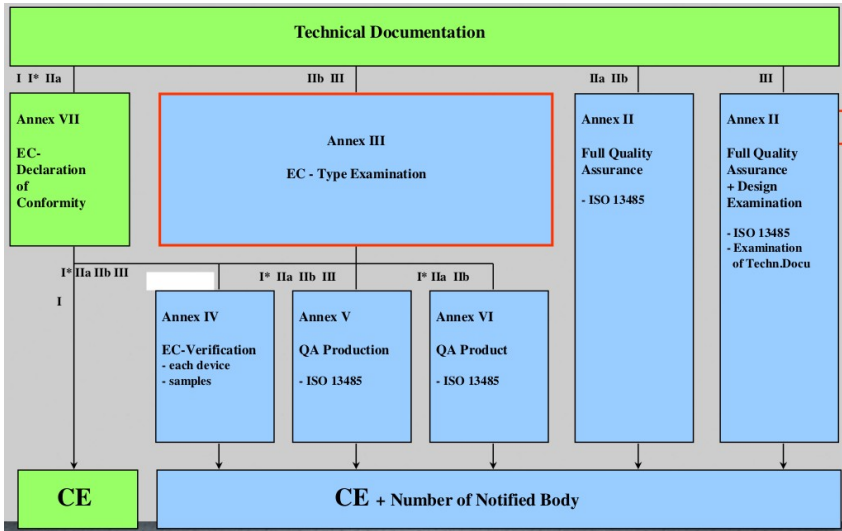 Technical Documentation
I I* IIa
IIb III
IIa IIb
III
Annex VII
EC-
Declaration
of
Conformity
Annex III
EC - Type Examination
Annex II
Full Quality
Assurance
- ISO 13485
Annex II
Full Quality
Assurance
+ Design
Examination
- ISO 13485
- Examination
of Techn.Docu
I* IIa IIb III
I* IIa IIb III
I* IIa IIb
I
Annex IV
EC-Verification
- each device
- samples
Annex V
QA Production
- ISO 13485
Annex VI
QA Product
- ISO 13485
CE
CE + Number of Notified Body